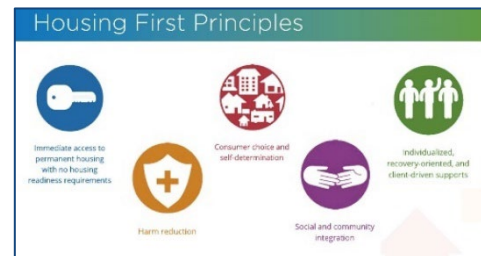 Housing First Principles
Immediate access to
permanent housing
with no housing
readiness requirements
Harm reduction
Consumer choice and
self-determination
Social and community
integration
Individualized,
recovery-oriented, and
client-driven supports